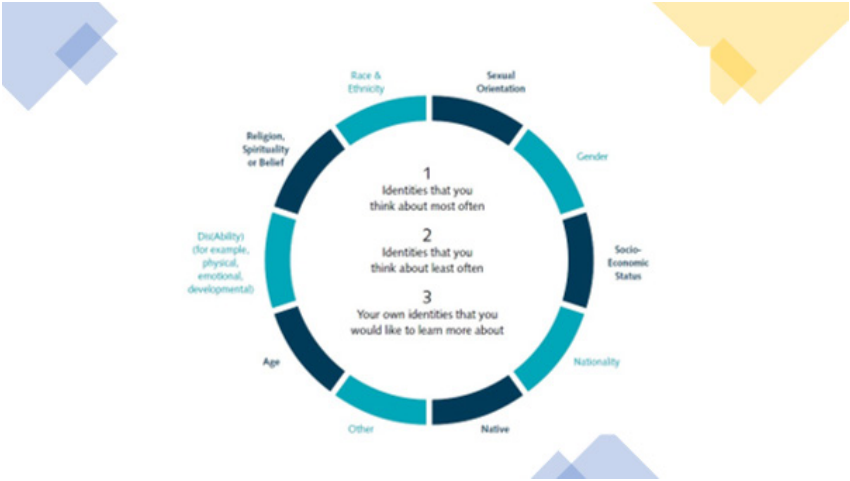 Race &
Ethnicity
Sexual
Orientation
Gender
Socio-
Economic
Status
Nationality
Native
Other
Age
Dis(Ability)
(for example,
physical,
emotional,
developmental)
Religion,
Spirituality
or Belief
1
Identities that you
think about most often
2
Identities that you
think about least often
3
Your own identities that you
would like to learn more about